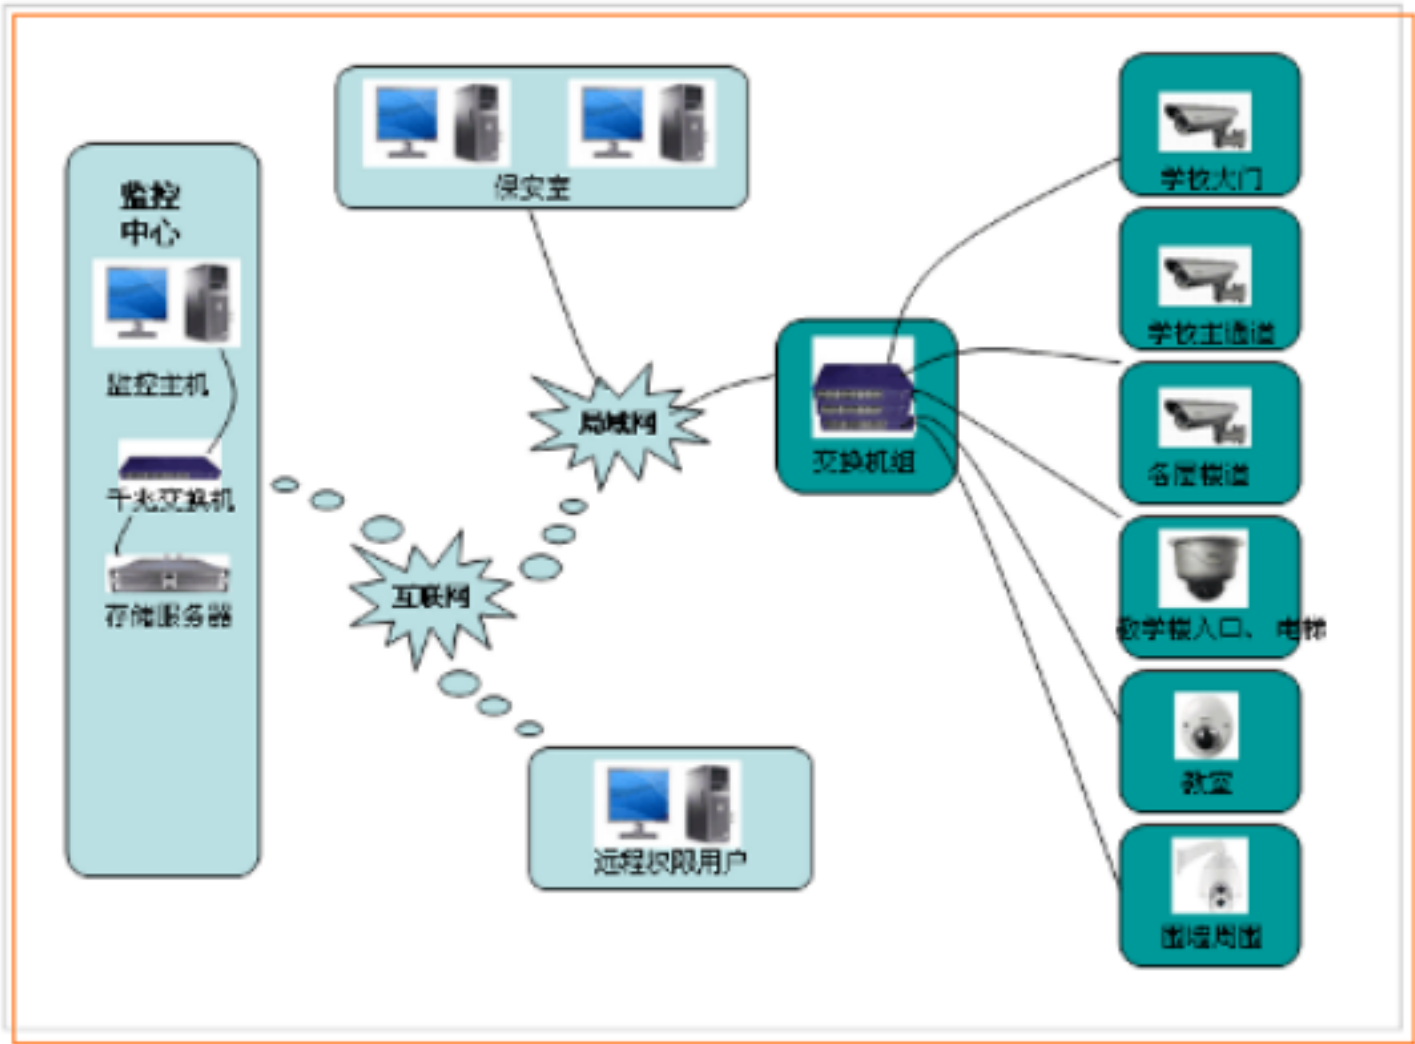 监控
中心
监控主机
千兆交换机
存储服务器
保安室
局域网
互联网
远程权限用户
交换机组
学校大门
学校主通道
各层楼道
教学楼入口、电梯
教室
围墙周围